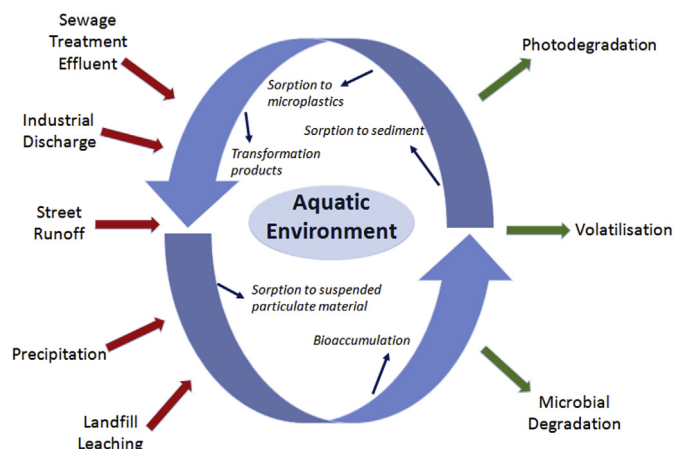 Sewage
Treatment
Effluent
Industrial
Discharge
Street
Runoff
Precipitation
Landfill
Leaching
Sorption to
microplastics
Transformation
products
Sorption to sediment
Aquatic
Environment
Sorption to suspended
particulate material
Bioaccumulation
Photodegradation
Volatilisation
Microbial
Degradation